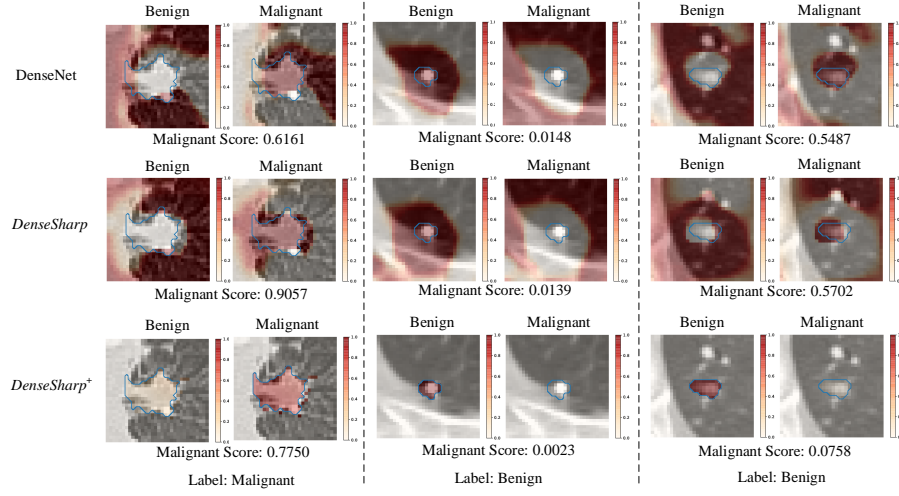 Benign Malignant Benign Malignant Benign Malignant
DenseNet
Malignant Score: 0.6161 Malignant Score: 0.0148 Malignant Score: 0.5487
Benign Malignant Benign Malignant Benign Malignant
DenseSharp
Malignant Score: 0.9057 Malignant Score: 0.0139 Malignant Score: 0.5702
Benign Malignant Benign Malignant Benign Malignant
DenseSharp⁺
Malignant Score: 0.7750 Malignant Score: 0.0023 Malignant Score: 0.0758
Label: Malignant Label: Benign Label: Benign